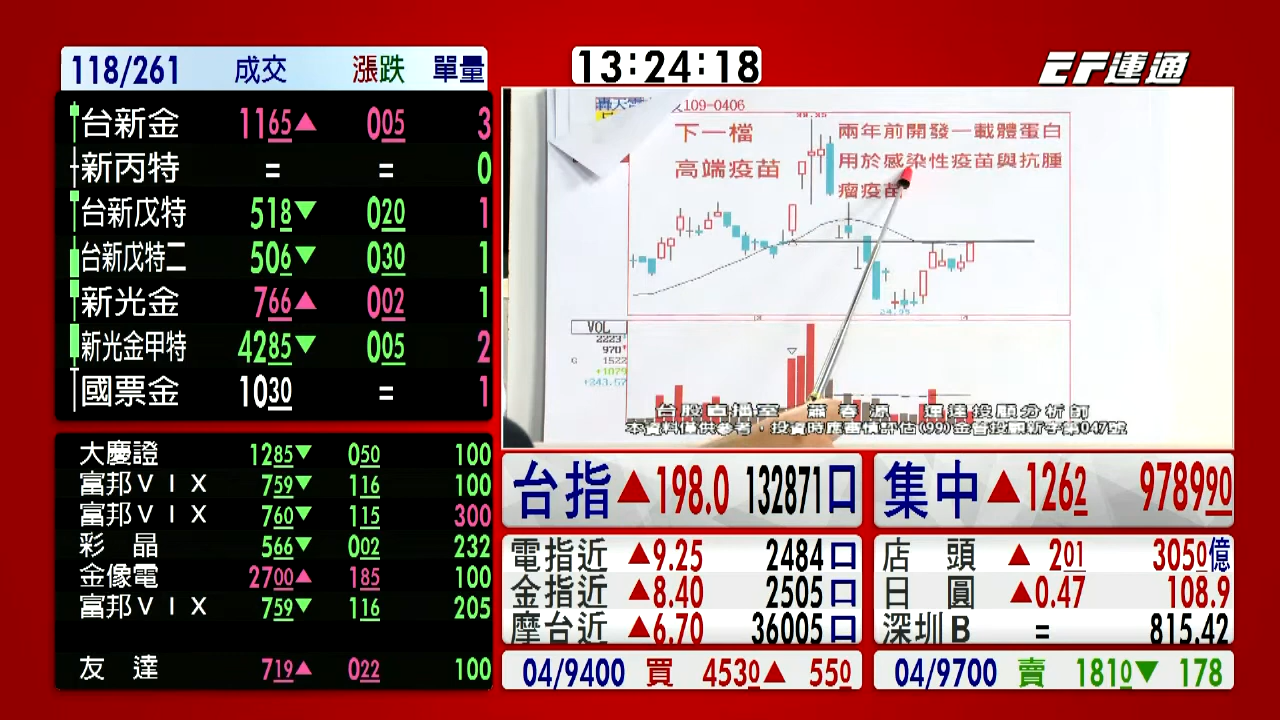 118/261 成交 漲跌 單量
13:24:18
EF運通
台新金 1165▲ 005 3
新丙特 = = 0
台新戊特 518▼ 020 1
台新戊特二 506▼ 030 1
新光金 766▲ 002 1
新光金甲特 4285▼ 005 2
國票金 1030 = 1
大慶證 1285▼ 050 100
富邦VIX 759▼ 116 100
富邦VIX 760▼ 115 300
彩晶 566▼ 002 232
金像電 2700▲ 185 100
富邦VIX 759▼ 116 205
友達 719▲ 022 100
109-0406
下一檔
高端疫苗
兩年前開發一載體蛋白
用於感染性疫苗與抗腫
瘤疫苗
24.95
VOL
2223
970
G 1522
+1079
+243.57
台股直播室 蕭春源 運達投顧分析師
本資料僅供參考，投資時應審慎評估(99)金管投顧新字第047號
台指▲198.0 132871口
電指近 ▲9.25 2484口
金指近 ▲8.40 2505口
摩台近 ▲6.70 36005口
04/9400 買 4530▲ 550
集中▲1262 978990
店頭 ▲201 3050億
日圓 ▲0.47 108.9
深圳B = 815.42
04/9700 賣 1810▼ 178